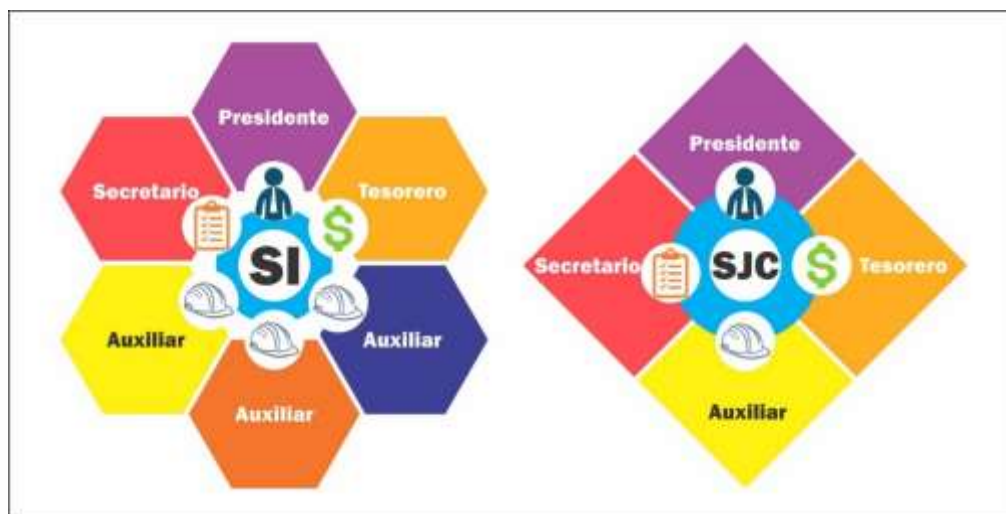 Presidente
Secretario
Tesorero
SI
Auxiliar
Auxiliar
Auxiliar
Presidente
Secretario
SJC
$
Tesorero
Auxiliar